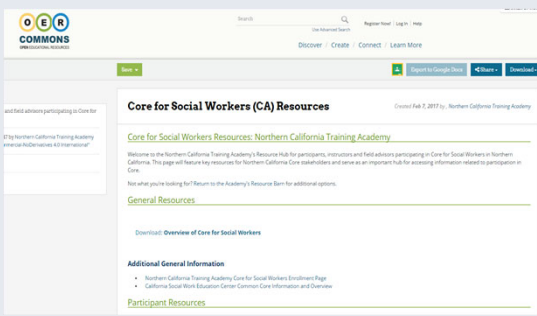 OER
COMMONS
OPEN EDUCATIONAL RESOURCES
Search
Use Advanced Search
Register Now! | Log In | Help
Discover / Create / Connect / Learn More
Save
Export to Google Docs
Share
Download
and field advisors participating in Core for
17 by Northern California Training Academy
Core for Social Workers (CA) Resources
Created Feb 7, 2017 by , Northern California Training Academy
Core for Social Workers Resources: Northern California Training Academy
Welcome to the Northern California Training Academy's Resource Hub for participants, instructors and field advisors participating in Core for Social Workers in Northern
California. This page will feature key resources for Northern California Core stakeholders and serve as an important hub for accessing information related to participation in
Core.
Not what you're looking for? Return to the Academy's Resource Barn for additional options.
General Resources
Download: Overview of Core for Social Workers
Additional General Information
Northern California Training Academy Core for Social Workers Enrollment Page
California Social Work Education Center Common Core Information and Overview
Participant Resources